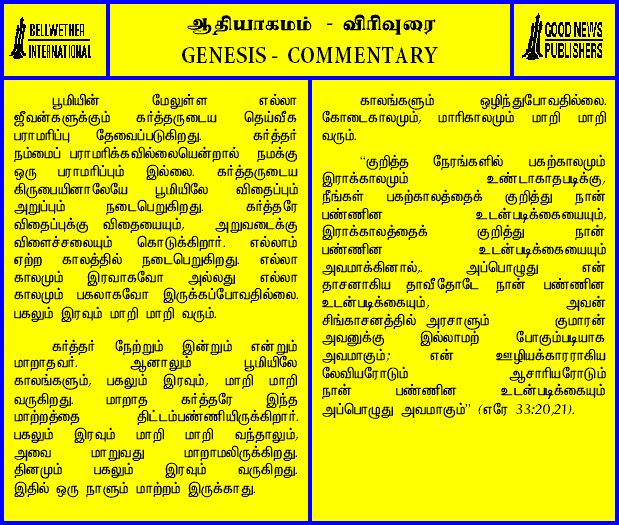 BELLWETHER
INTERNATIONAL
ஆதியாகமம் - விரிவுரை
GENESIS - COMMENTARY
GOOD NEWS
PUBLISHERS
பூமியின் மேலுள்ள எல்லா
ஜீவன்களுக்கும் கர்த்தருடைய தெய்வீக
பராமரிப்பு தேவைப்படுகிறது. கர்த்தர்
நம்மைப் பராமரிக்கவில்லையென்றால் நமக்கு
ஒரு பராமரிப்பும் இல்லை. கர்த்தருடைய
கிருபையினாலேயே பூமியிலே விதைப்பும்
அறுப்பும் நடைபெறுகிறது. கர்த்தரே
விதைப்புக்கு விதையையும், அறுவடைக்கு
விளைச்சலையும் கொடுக்கிறார். எல்லாம்
ஏற்ற காலத்தில் நடைபெறுகிறது. எல்லா
காலமும் இரவாகவோ அல்லது எல்லா
காலமும் பகலாகவோ இருக்கப்போவதில்லை.
பகலும் இரவும் மாறி மாறி வரும்.
கர்த்தர் நேற்றும் இன்றும் என்றும்
மாறாதவர். ஆனாலும் பூமியிலே
காலங்களும், பகலும் இரவும், மாறி மாறி
வருகிறது. மாறாத கர்த்தரே இந்த
மாற்றத்தை திட்டம்பண்ணியிருக்கிறார்.
பகலும் இரவும் மாறி மாறி வந்தாலும்,
அவை மாறுவது மாறாமலிருக்கிறது.
தினமும் பகலும் இரவும் வருகிறது.
இதில் ஒரு நாளும் மாற்றம் இருக்காது.
காலங்களும் ஒழிந்துபோவதில்லை.
கோடைகாலமும், மாரிகாலமும் மாறி மாறி
வரும்.
“குறித்த நேரங்களில் பகற்காலமும்
இராக்காலமும் உண்டாகாதபடிக்கு,
நீங்கள் பகற்காலத்தைக் குறித்து நான்
பண்ணின உடன்படிக்கையையும்,
இராக்காலத்தைக் குறித்து நான்
பண்ணின உடன்படிக்கையையும்
அவமாக்கினால்,. அப்பொழுது என்
தாசனாகிய தாவீதோடே நான் பண்ணின
உடன்படிக்கையும், அவன்
சிங்காசனத்தில் அரசாளும் குமாரன்
அவனுக்கு இல்லாமற் போகும்படியாக
அவமாகும்; என் ஊழியக்காரராகிய
லேவியரோடும் ஆசாரியரோடும்
நான் பண்ணின உடன்படிக்கையும்
அப்பொழுது அவமாகும்” (எரே 33:20,21).